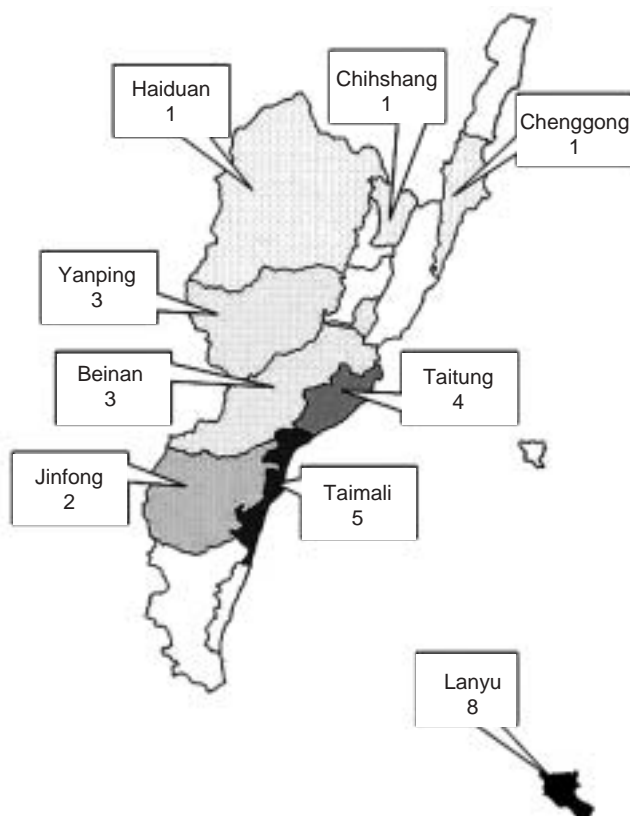 Haiduan
1
Chihshang
1
Chenggong
1
Yanping
3
Beinan
3
Taitung
4
Jinfong
2
Taimali
5
Lanyu
8